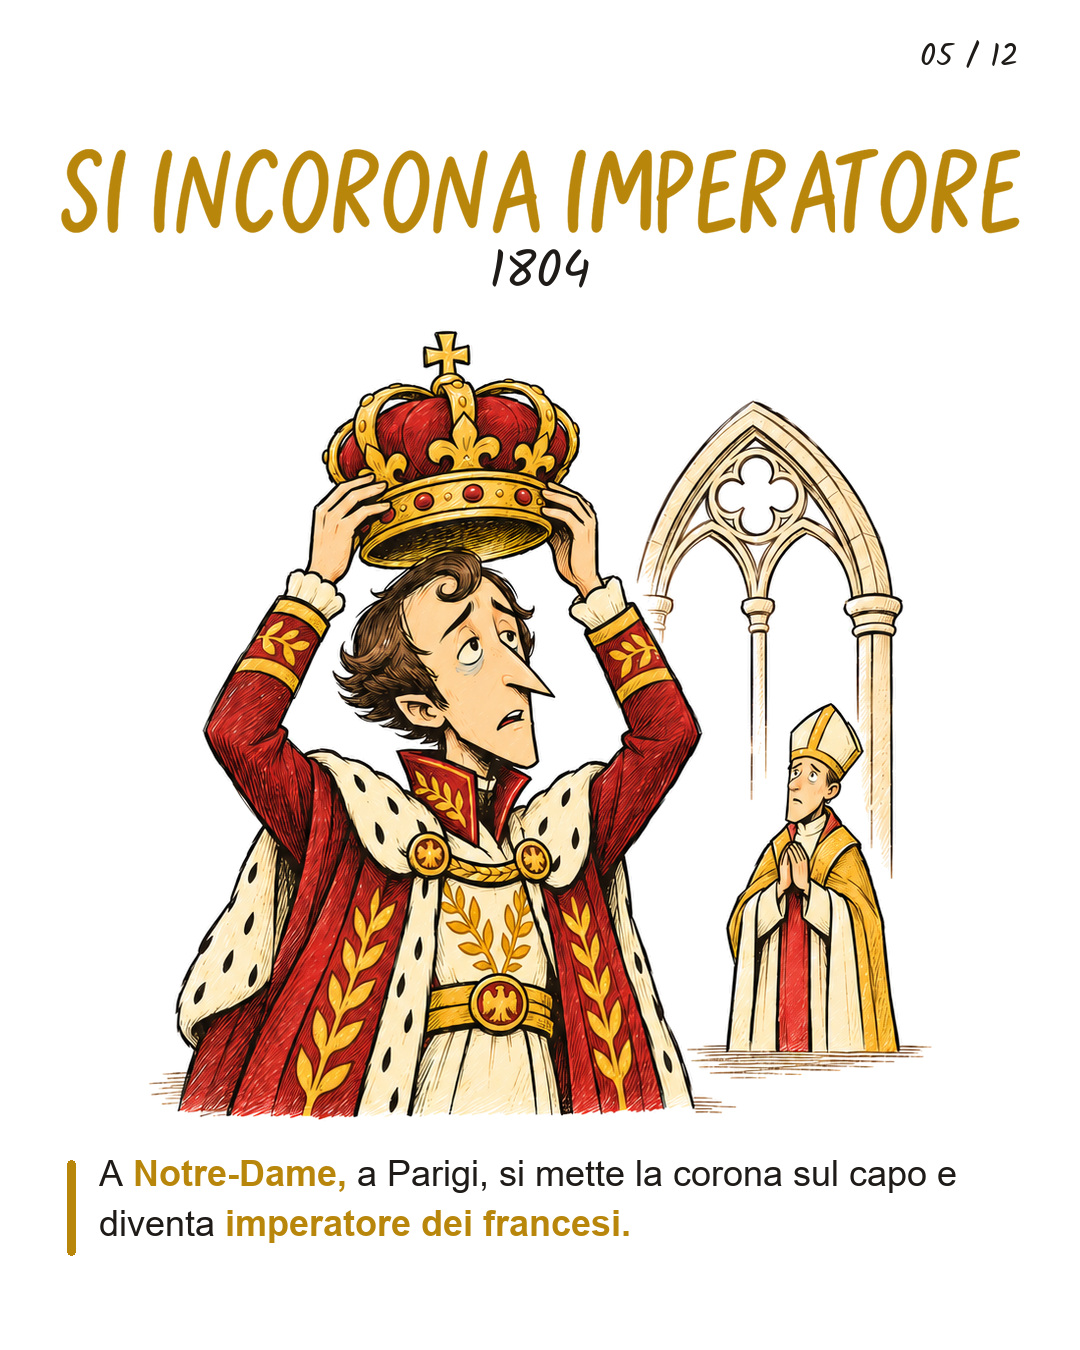 05 / 12
SI INCORONA IMPERATORE
1804
A Notre-Dame, a Parigi, si mette la corona sul capo e
diventa imperatore dei francesi.